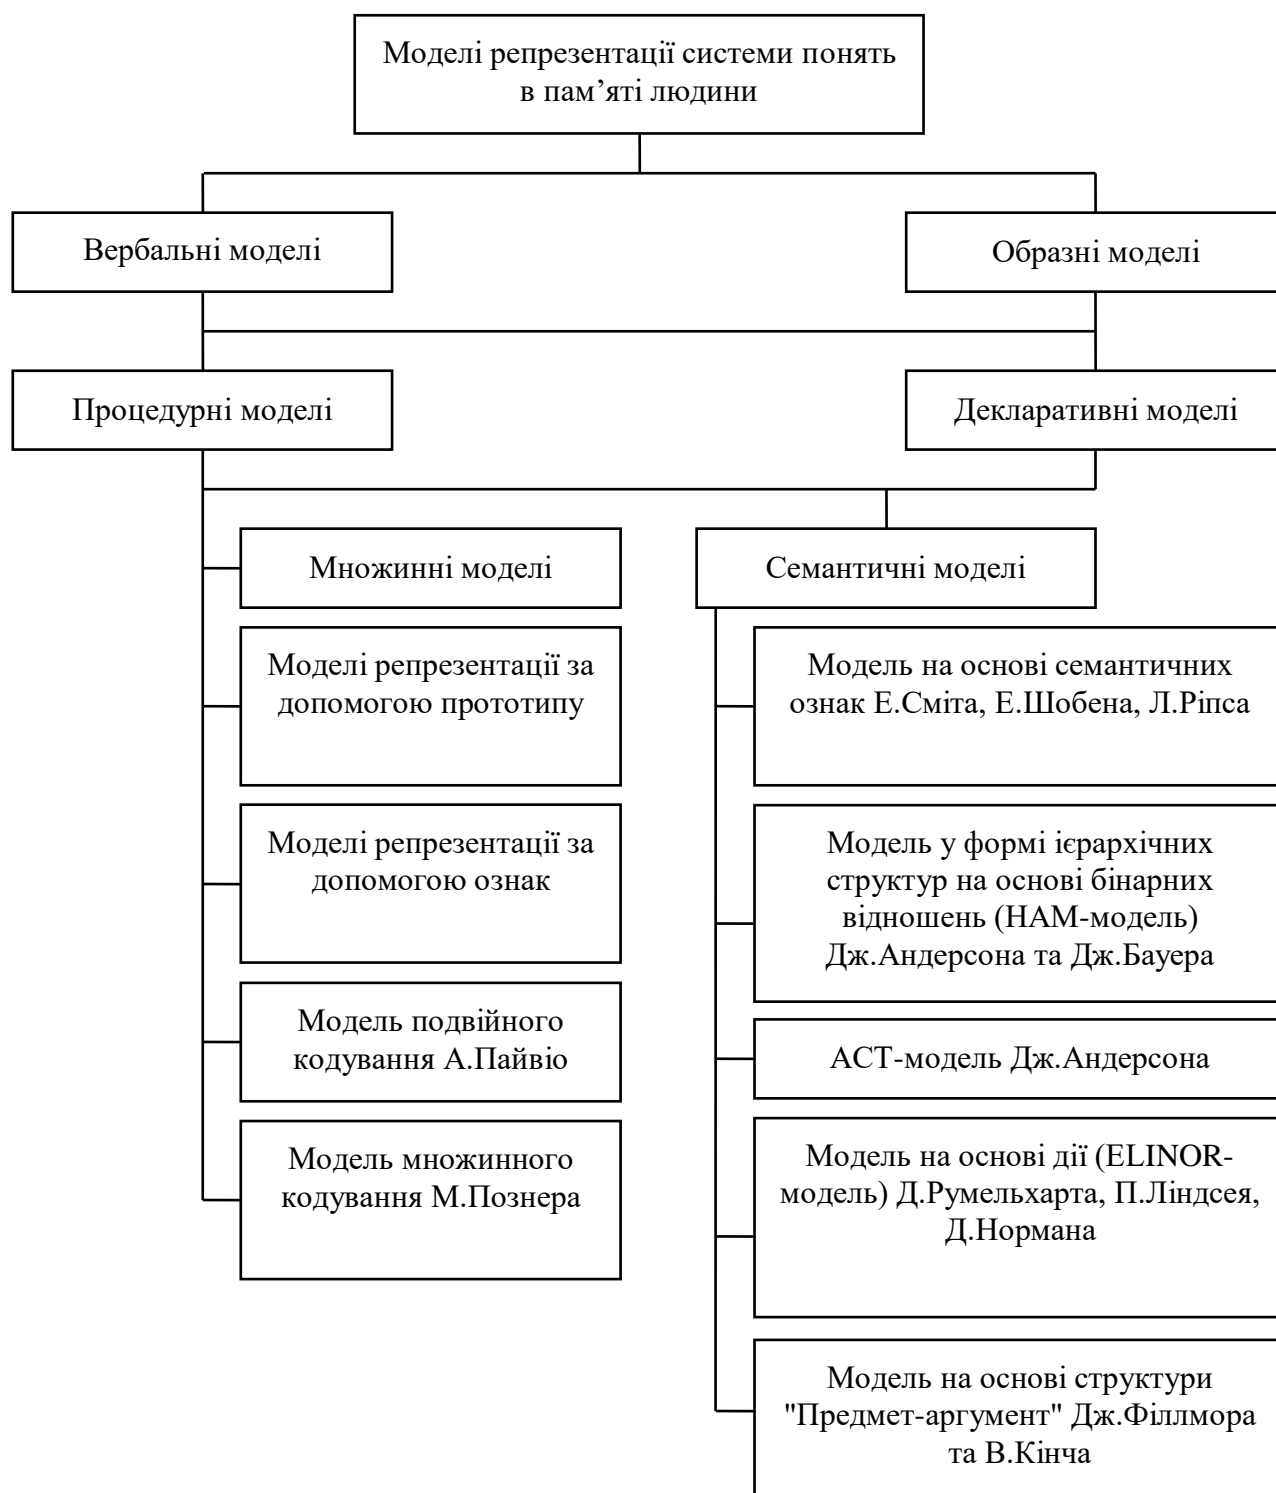 Моделі репрезентації системи понять
в пам’яті людини
Вербальні моделі
Образні моделі
Процедурні моделі
Декларативні моделі
Множинні моделі
Семантичні моделі
Моделі репрезентації за
допомогою прототипу
Моделі репрезентації за
допомогою ознак
Модель подвійного
кодування А.Пайвіо
Модель множинного
кодування М.Познера
Модель на основі семантичних
ознак Е.Сміта, Е.Шобена, Л.Ріпса
Модель у формі ієрархічних
структур на основі бінарних
відношень (НАМ-модель)
Дж.Андерсона та Дж.Бауера
АСТ-модель Дж.Андерсона
Модель на основі дії (ELINOR-
модель) Д.Румельхарта, П.Ліндсея,
Д.Нормана
Модель на основі структури
"Предмет-аргумент" Дж.Філлмора
та В.Кінча